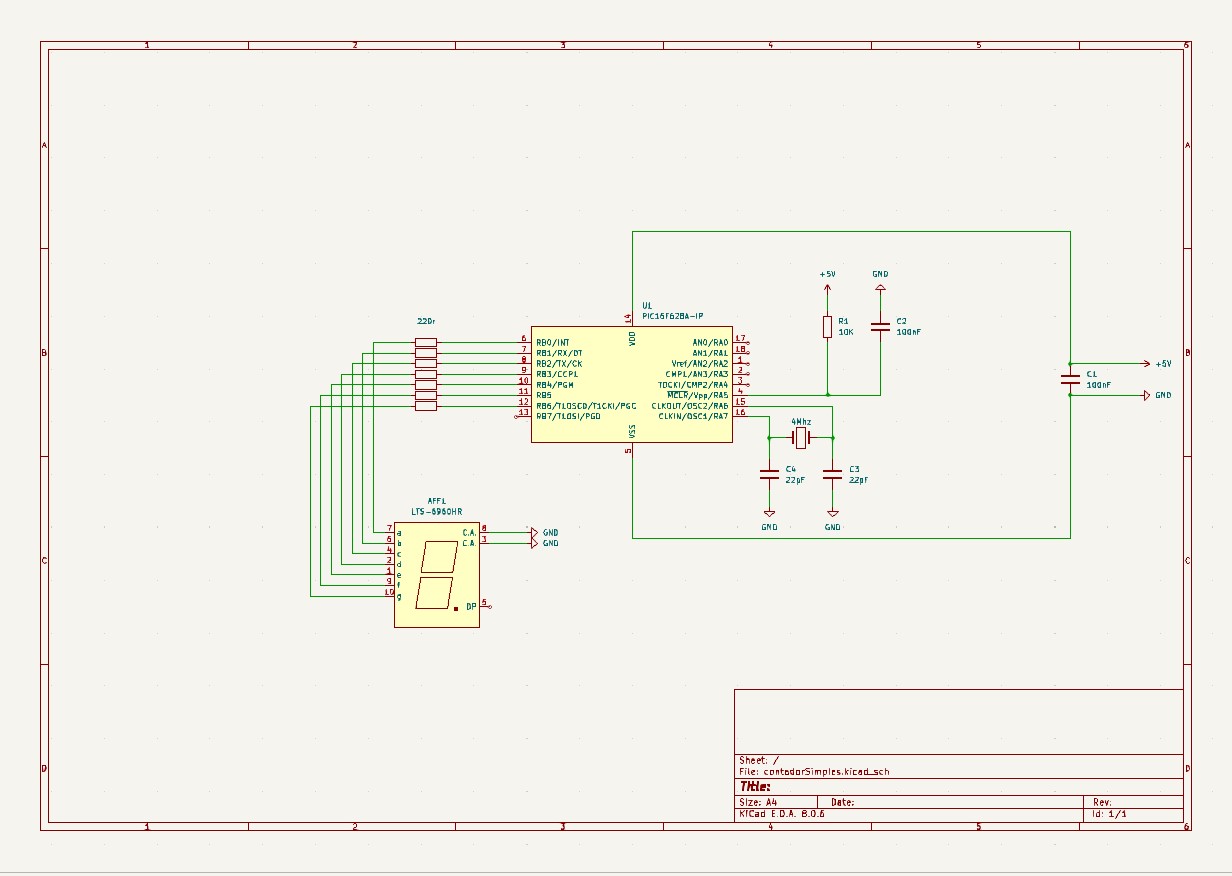 1 2 3 4 5 6
A A
B B
C C
D D
+5V GND
U1
PIC16F628A-IP
220r
R1
10K
C2
100nF
14
VDD
6 RB0/INT AN0/RA0 17
7 RB1/RX/DT AN1/RA1 18
8 RB2/TX/CK Vref/AN2/RA2 1
9 RB3/CCP1 CMP1/AN3/RA3 2
10 RB4/PGM T0CKI/CMP2/RA4 3
11 RB5 MCLR/Vpp/RA5 4
12 RB6/T1OSCO/T1CKI/PGC CLKOUT/OSC2/RA6 15
13 RB7/T1OSI/PGD CLKIN/OSC1/RA7 16
VSS
5
+5V
C1
100nF
GND
4Mhz
C4
22pF
C3
22pF
GND GND
AFF1
LTS-6960HR
7 a C.A. 8 GND
6 b C.A. 3 GND
4 c
2 d
1 e
9 f
10 g
DP 5
Sheet: /
File: contadorSimples.kicad_sch
Title:
Size: A4 Date: Rev:
KiCad E.D.A. 8.0.6 Id: 1/1
1 2 3 4 5 6